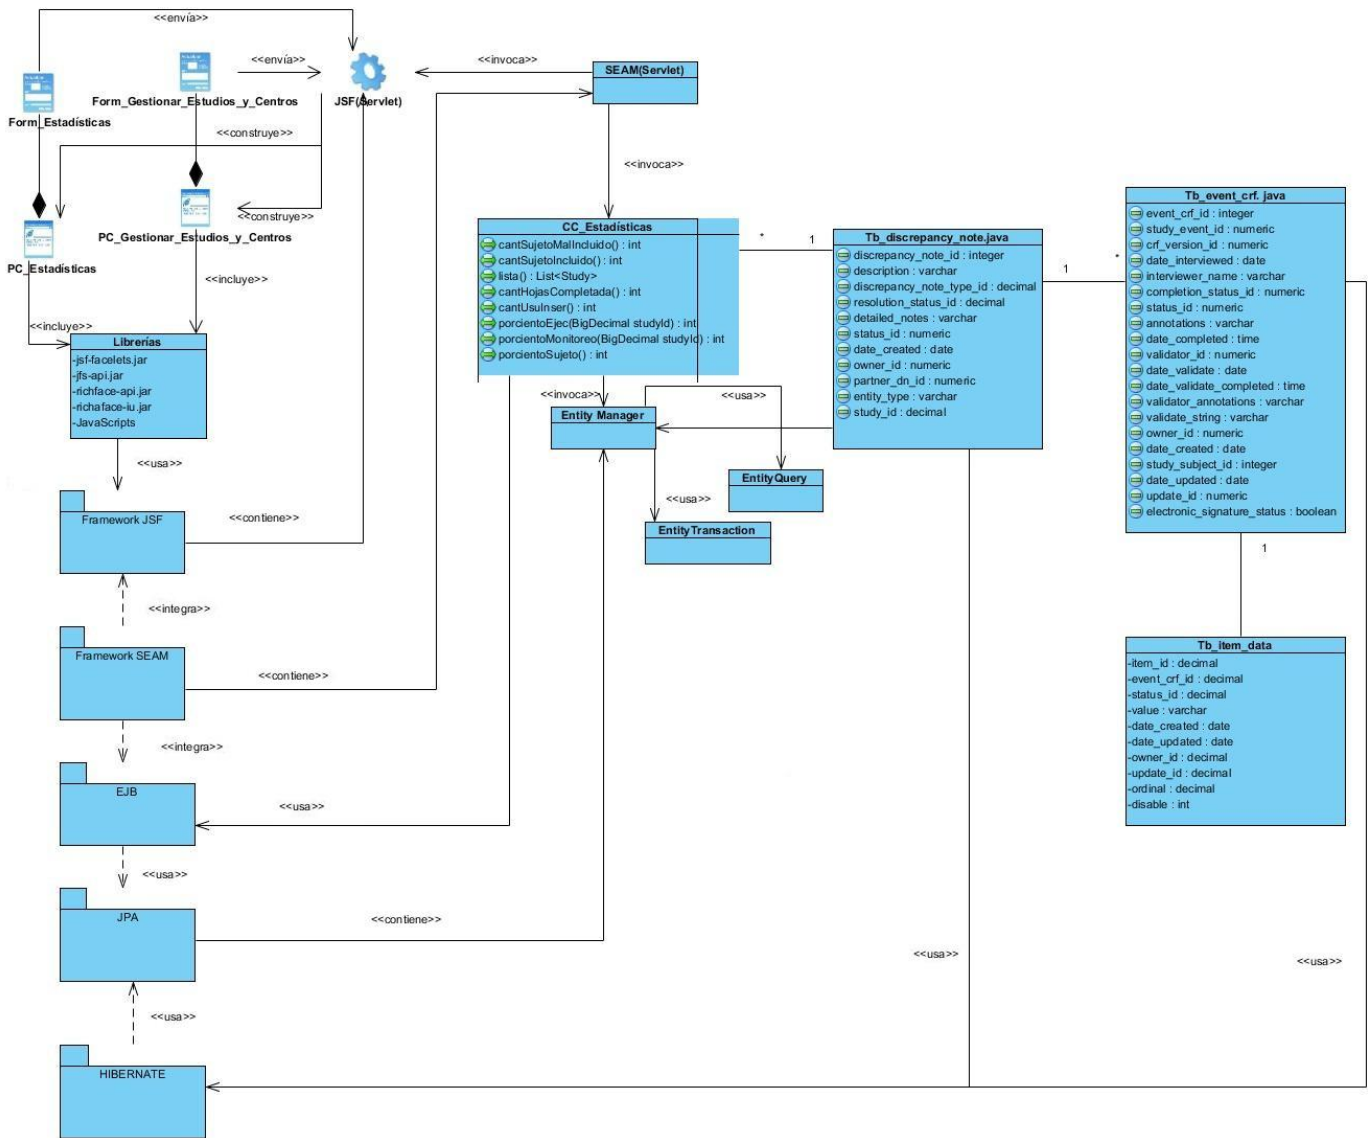 <<envía>>
<<envía>>
<<invoca>>
SEAM(Servlet)
Form_Gestionar_Estudios_y_Centros
JSF(Servlet)
Form_Estadísticas
<<construye>>
<<invoca>>
<<construye>>
PC_Gestionar_Estudios_y_Centros
PC_Estadísticas
<<incluye>>
<<incluye>>
Librerías
-jsf-facelets.jar
-jfs-api.jar
-richface-api.jar
-richaface-iu.jar
-JavaScripts
<<usa>>
CC_Estadísticas
cantSujetoMalIncluido() : int
cantSujetoIncluido() : int
lista() : List<Study>
cantHojasCompletada() : int
cantUsuInser() : int
porcientoEjec(BigDecimal studyId) : int
porcientoMonitoreo(BigDecimal studyId) : int
porcientoSujeto() : int
*
1
Tb_discrepancy_note.java
discrepancy_note_id : integer
description : varchar
discrepancy_note_type_id : decimal
resolution_status_id : decimal
detailed_notes : varchar
status_id : numeric
date_created : date
owner_id : numeric
partner_dn_id : numeric
entity_type : varchar
study_id : decimal
1
*
Tb_event_crf. java
event_crf_id : integer
study_event_id : numeric
crf_version_id : numeric
date_interviewed : date
interviewer_name : varchar
completion_status_id : numeric
status_id : numeric
annotations : varchar
date_completed : time
validator_id : numeric
date_validate : date
date_validate_completed : time
validator_annotations : varchar
validate_string : varchar
owner_id : numeric
date_created : date
study_subject_id : integer
date_updated : date
update_id : numeric
electronic_signature_status : boolean
1
<<invoca>>
<<usa>>
Entity Manager
EntityQuery
<<usa>>
EntityTransaction
Framework JSF
<<contiene>>
<<integra>>
Framework SEAM
<<contiene>>
<<integra>>
EJB
<<usa>>
<<usa>>
JPA
<<contiene>>
<<usa>>
HIBERNATE
Tb_item_data
-item_id : decimal
-event_crf_id : decimal
-status_id : decimal
-value : varchar
-date_created : date
-date_updated : date
-owner_id : decimal
-update_id : decimal
-ordinal : decimal
-disable : int
<<usa>>
<<usa>>